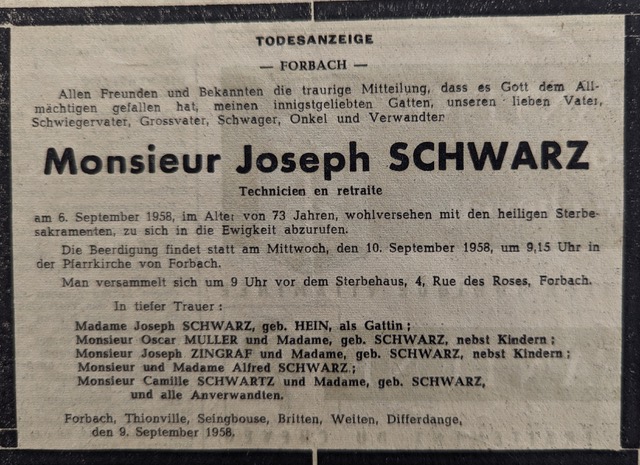 TODESANZEIGE
— FORBACH —
Allen Freunden und Bekannten die traurige Mitteilung, dass es Gott dem All-
mächtigen gefallen hat, meinen innigstgeliebten Gatten, unseren lieben Vater,
Schwiegervater, Grossvater, Schwager, Onkel und Verwandten
Monsieur Joseph SCHWARZ
Technicien en retraite
am 6. September 1958, im Alter von 73 Jahren, wohlversehen mit den heiligen Sterbe-
sakramenten, zu sich in die Ewigkeit abzurufen.
Die Beerdigung findet statt am Mittwoch, den 10. September 1958, um 9,15 Uhr in
der Pfarrkirche von Forbach.
Man versammelt sich um 9 Uhr vor dem Sterbehaus, 4, Rue des Roses, Forbach.
In tiefer Trauer :
Madame Joseph SCHWARZ, geb. HEIN, als Gattin ;
Monsieur Oscar MULLER und Madame, geb. SCHWARZ, nebst Kindern ;
Monsieur Joseph ZINGRAF und Madame, geb. SCHWARZ, nebst Kindern ;
Monsieur und Madame Alfred SCHWARZ ;
Monsieur Camille SCHWARTZ und Madame, geb. SCHWARZ,
und alle Anverwandten.
Forbach, Thionville, Seingbouse, Britten, Weiten, Differdange,
den 9. September 1958.